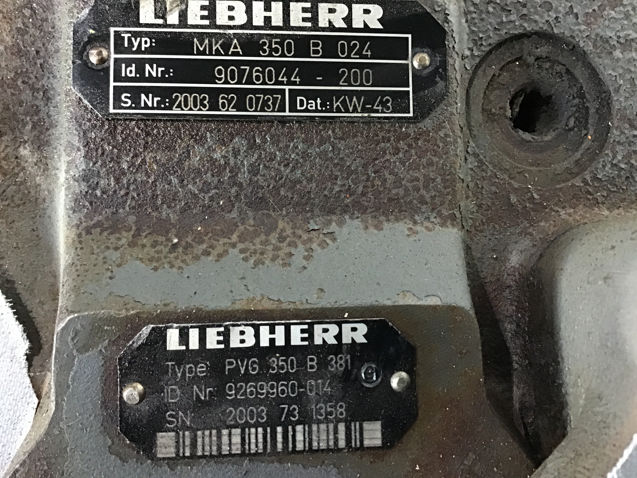 LIEBHERR
Typ: MKA 350 B 024
Id. Nr.: 9076044 - 200
S. Nr.: 2003 62 0737 Dat.: KW-43
LIEBHERR
Type: PVG 350 B 381
ID Nr. 9269960-014
SN. 2003 73 1358